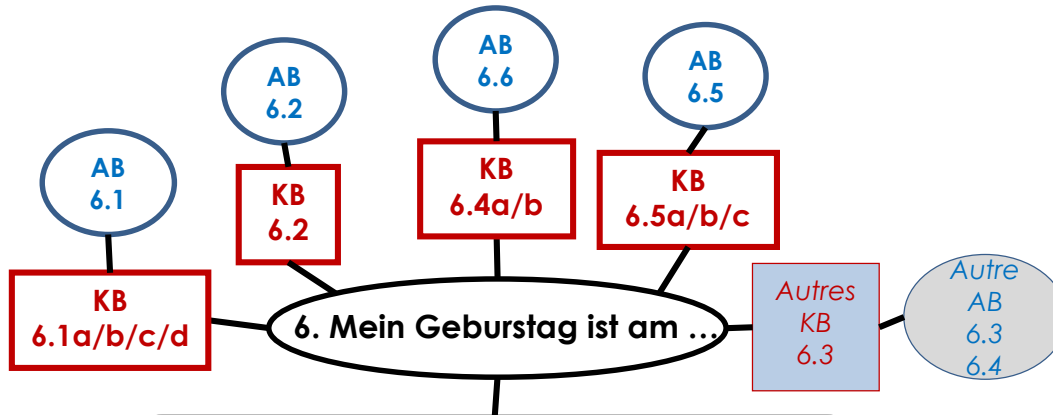 AB
6.1
AB
6.2
AB
6.6
AB
6.5
KB
6.1a/b/c/d
KB
6.2
KB
6.4a/b
KB
6.5a/b/c
6. Mein Geburstag ist am ...
Autres
KB
6.3
Autre
AB
6.3
6.4